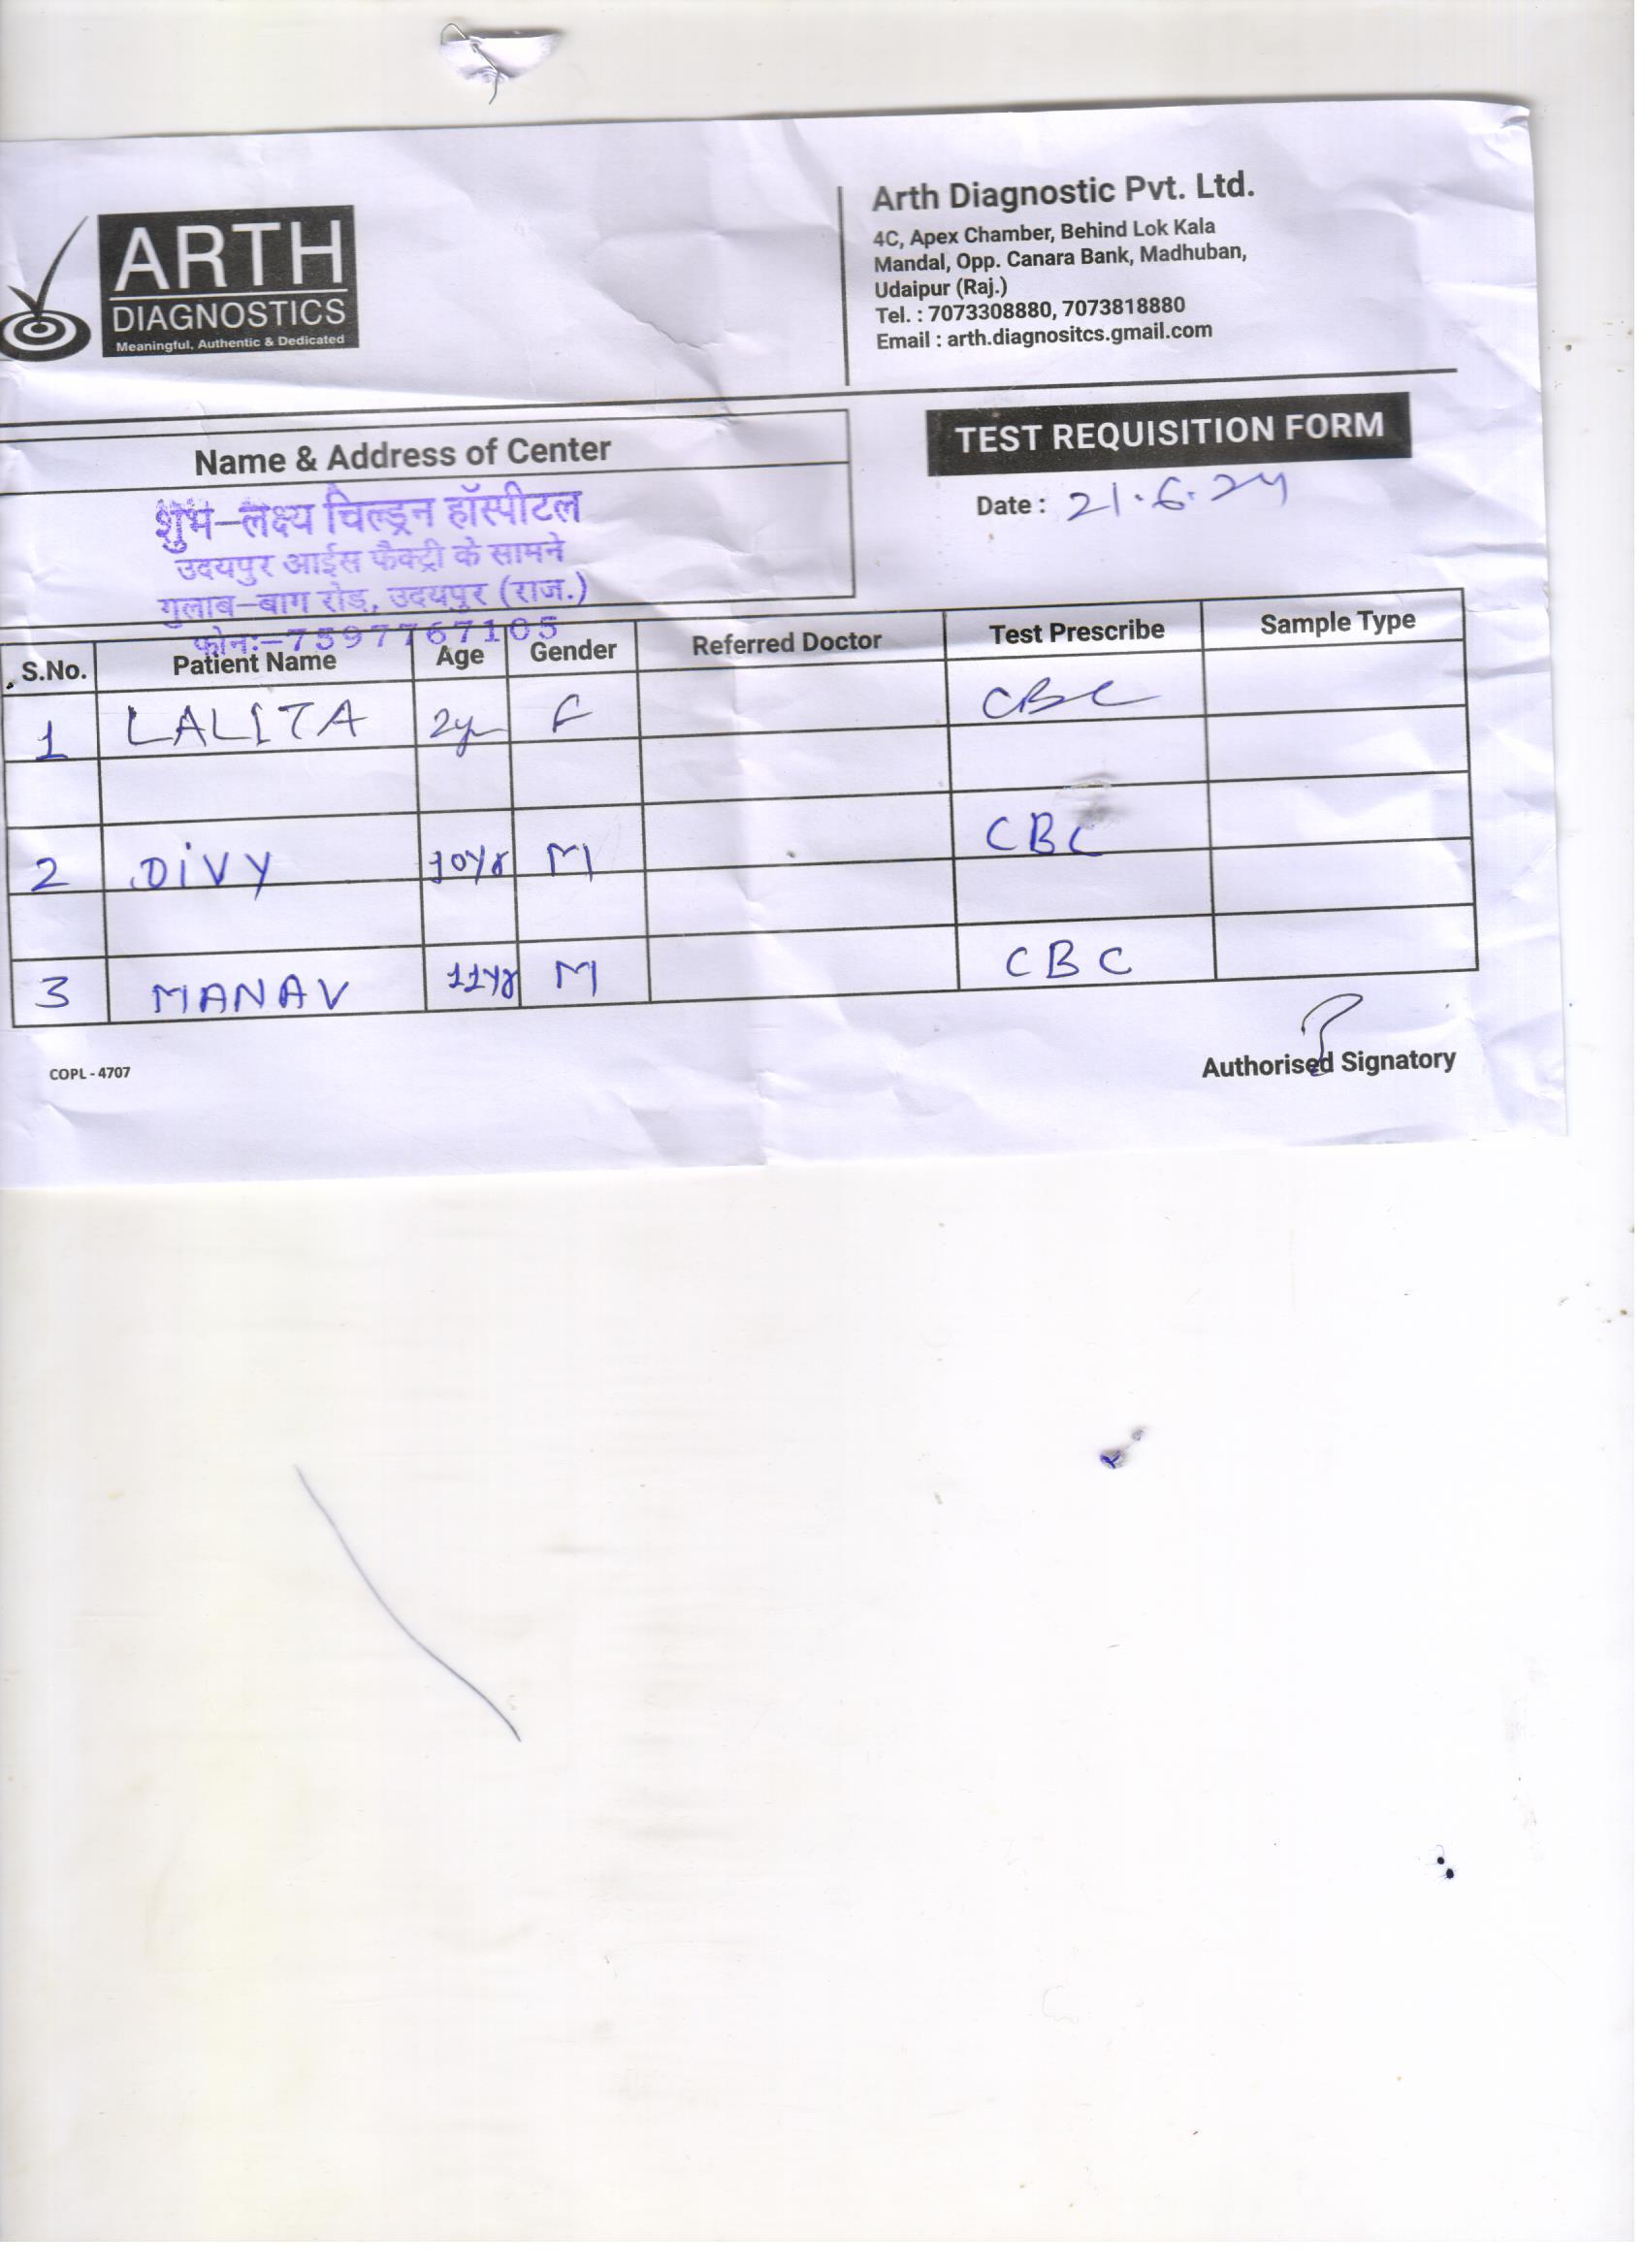 ARTH
DIAGNOSTICS
Meaningful, Authentic & Dedicated
Arth Diagnostic Pvt. Ltd.
4C, Apex Chamber, Behind Lok Kala
Mandal, Opp. Canara Bank, Madhuban,
Udaipur (Raj.)
Tel. : 7073308880, 7073818880
Email : arth.diagnositcs.gmail.com
Name & Address of Center
शुभ-लक्ष्य चिल्ड्रन हॉस्पीटल
उदयपुर आईस फैक्ट्री के सामने
गुलाब-बाग रोड, उदयपुर (राज.)
फोन:-7597767105
TEST REQUISITION FORM
Date : 21.6.24
S.No. Patient Name Age Gender Referred Doctor Test Prescribe Sample Type
1 LALITA 2yr F CBC
2 DiVY 10Yr M CBC
3 MANAV 11Yr M CBC
COPL - 4707
Authorised Signatory